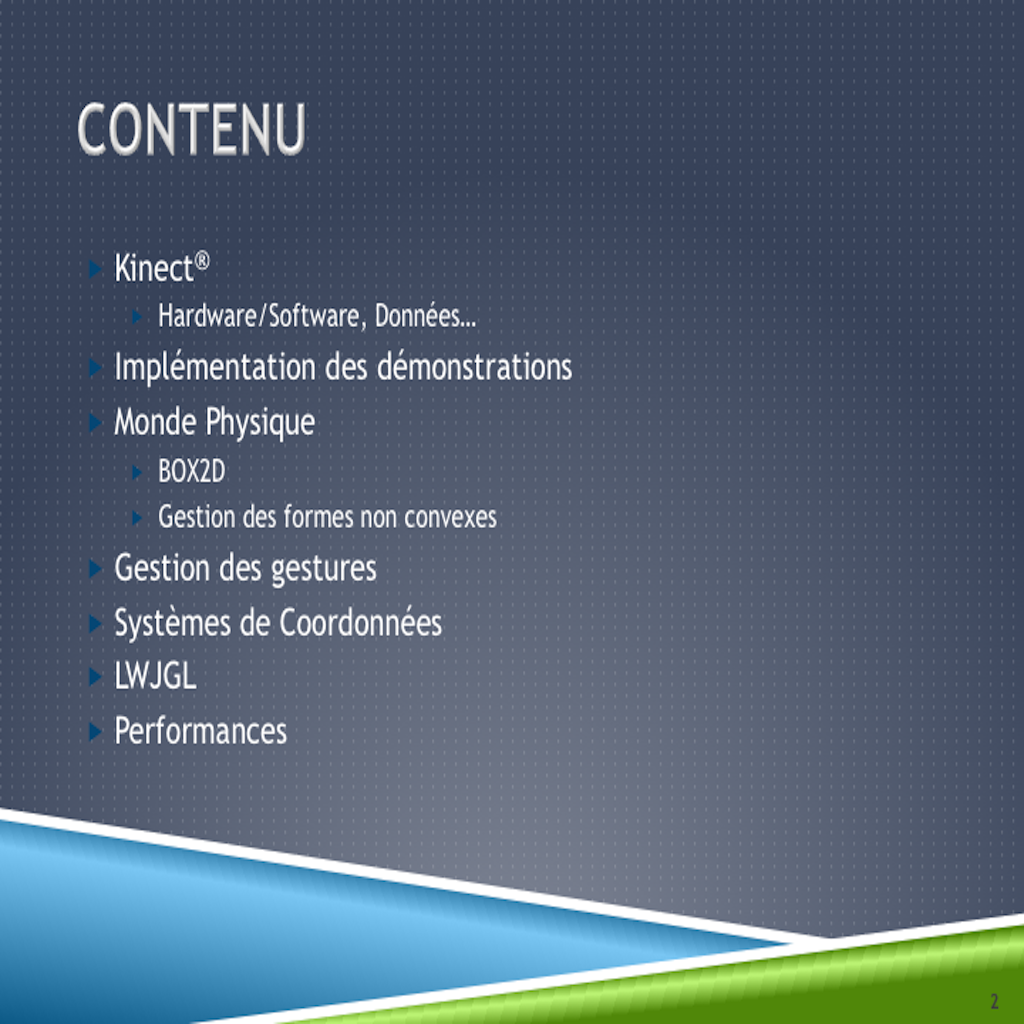 CONTENU
Kinect®
Hardware/Software, Données...
Implémentation des démonstrations
Monde Physique
BOX2D
Gestion des formes non convexes
Gestion des gestures
Systèmes de Coordonnées
LWJGL
Performances
2